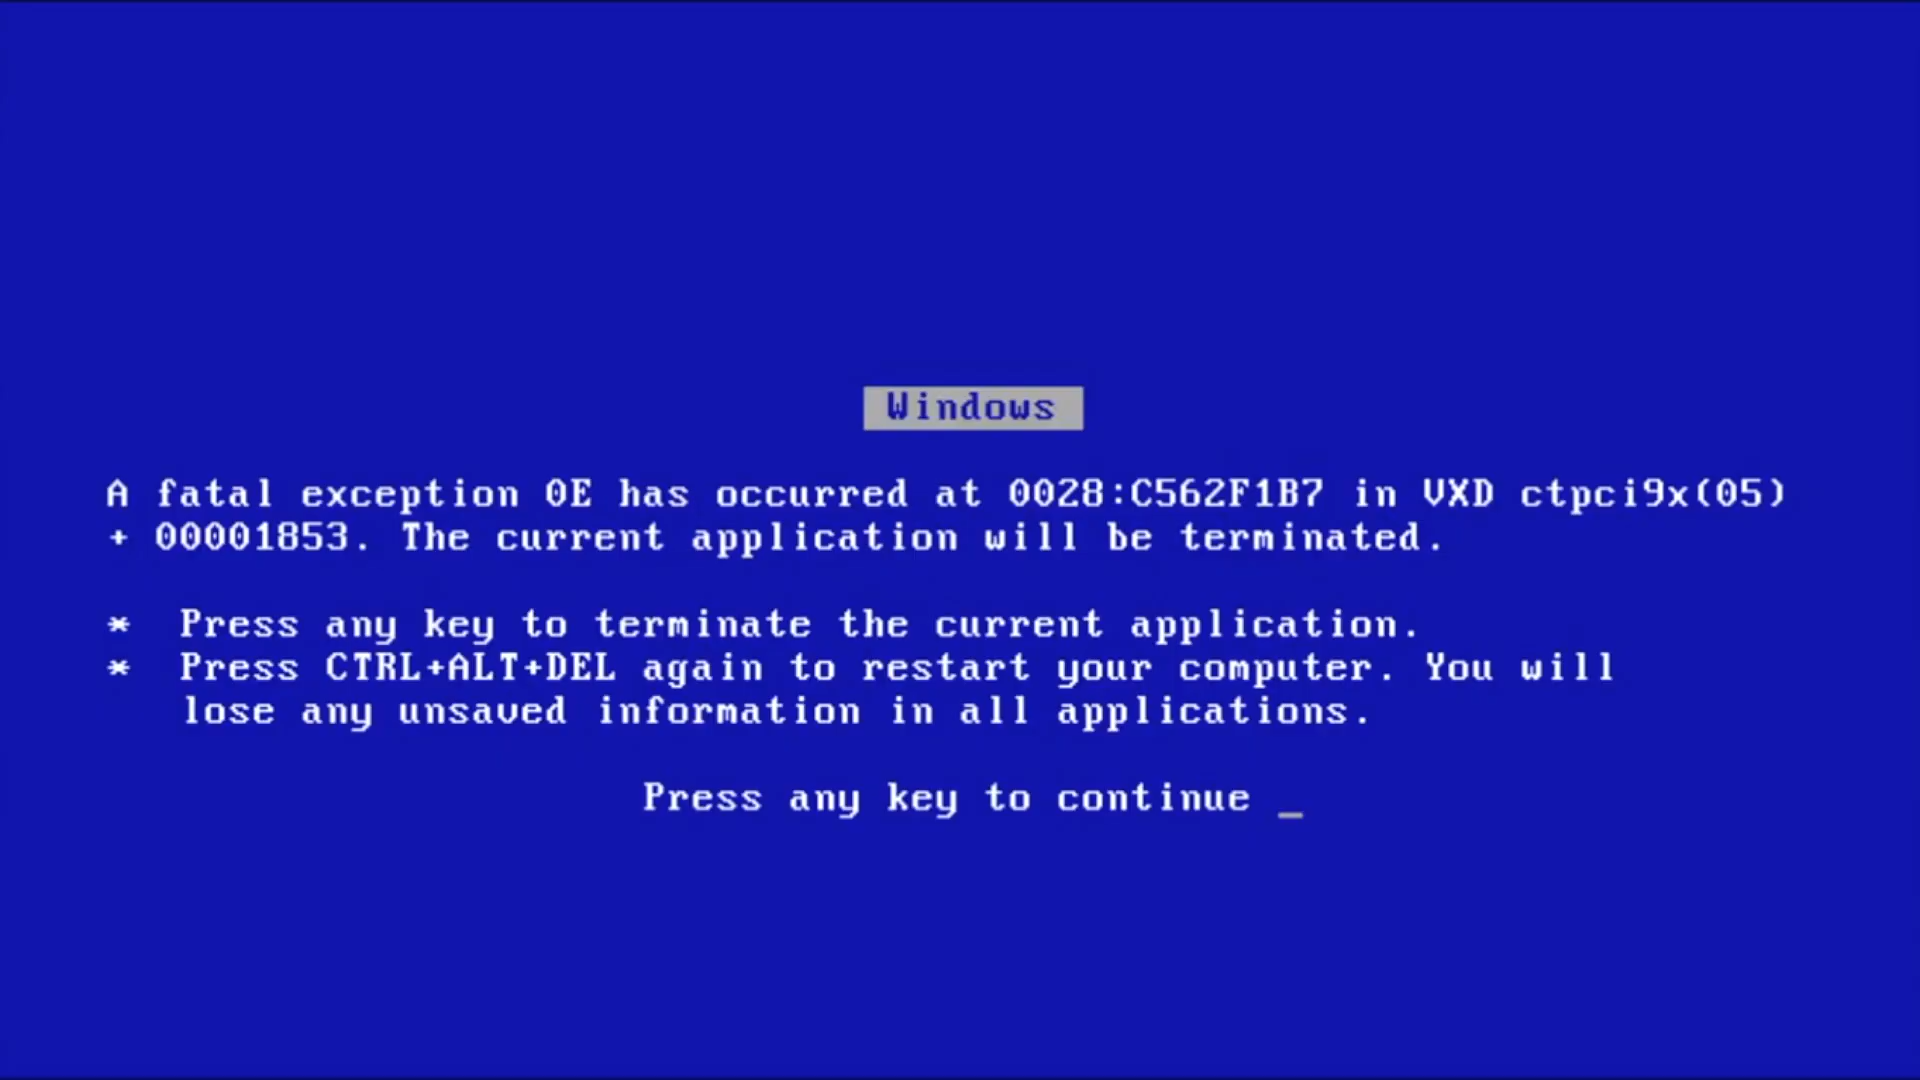 Windows
A fatal exception 0E has occurred at 0028:C562F1B7 in VXD ctpci9x(05)
+ 00001853. The current application will be terminated.
* Press any key to terminate the current application.
* Press CTRL+ALT+DEL again to restart your computer. You will
lose any unsaved information in all applications.
Press any key to continue _